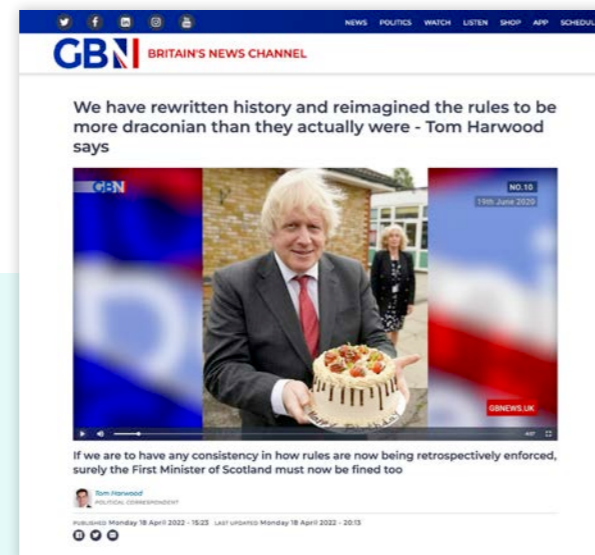 NEWS POLITICS WATCH LISTEN SHOP APP SCHEDUL
GBN BRITAIN'S NEWS CHANNEL
We have rewritten history and reimagined the rules to be
more draconian than they actually were - Tom Harwood
says
GBN
NO.10
19th June 2020
GBNEWS.UK
If we are to have any consistency in how rules are now being retrospectively enforced,
surely the First Minister of Scotland must now be fined too
Tom Harwood
POLITICAL CORRESPONDENT
PUBLISHED Monday 18 April 2022 - 15:23 LAST UPDATED Monday 18 April 2022 - 20:13